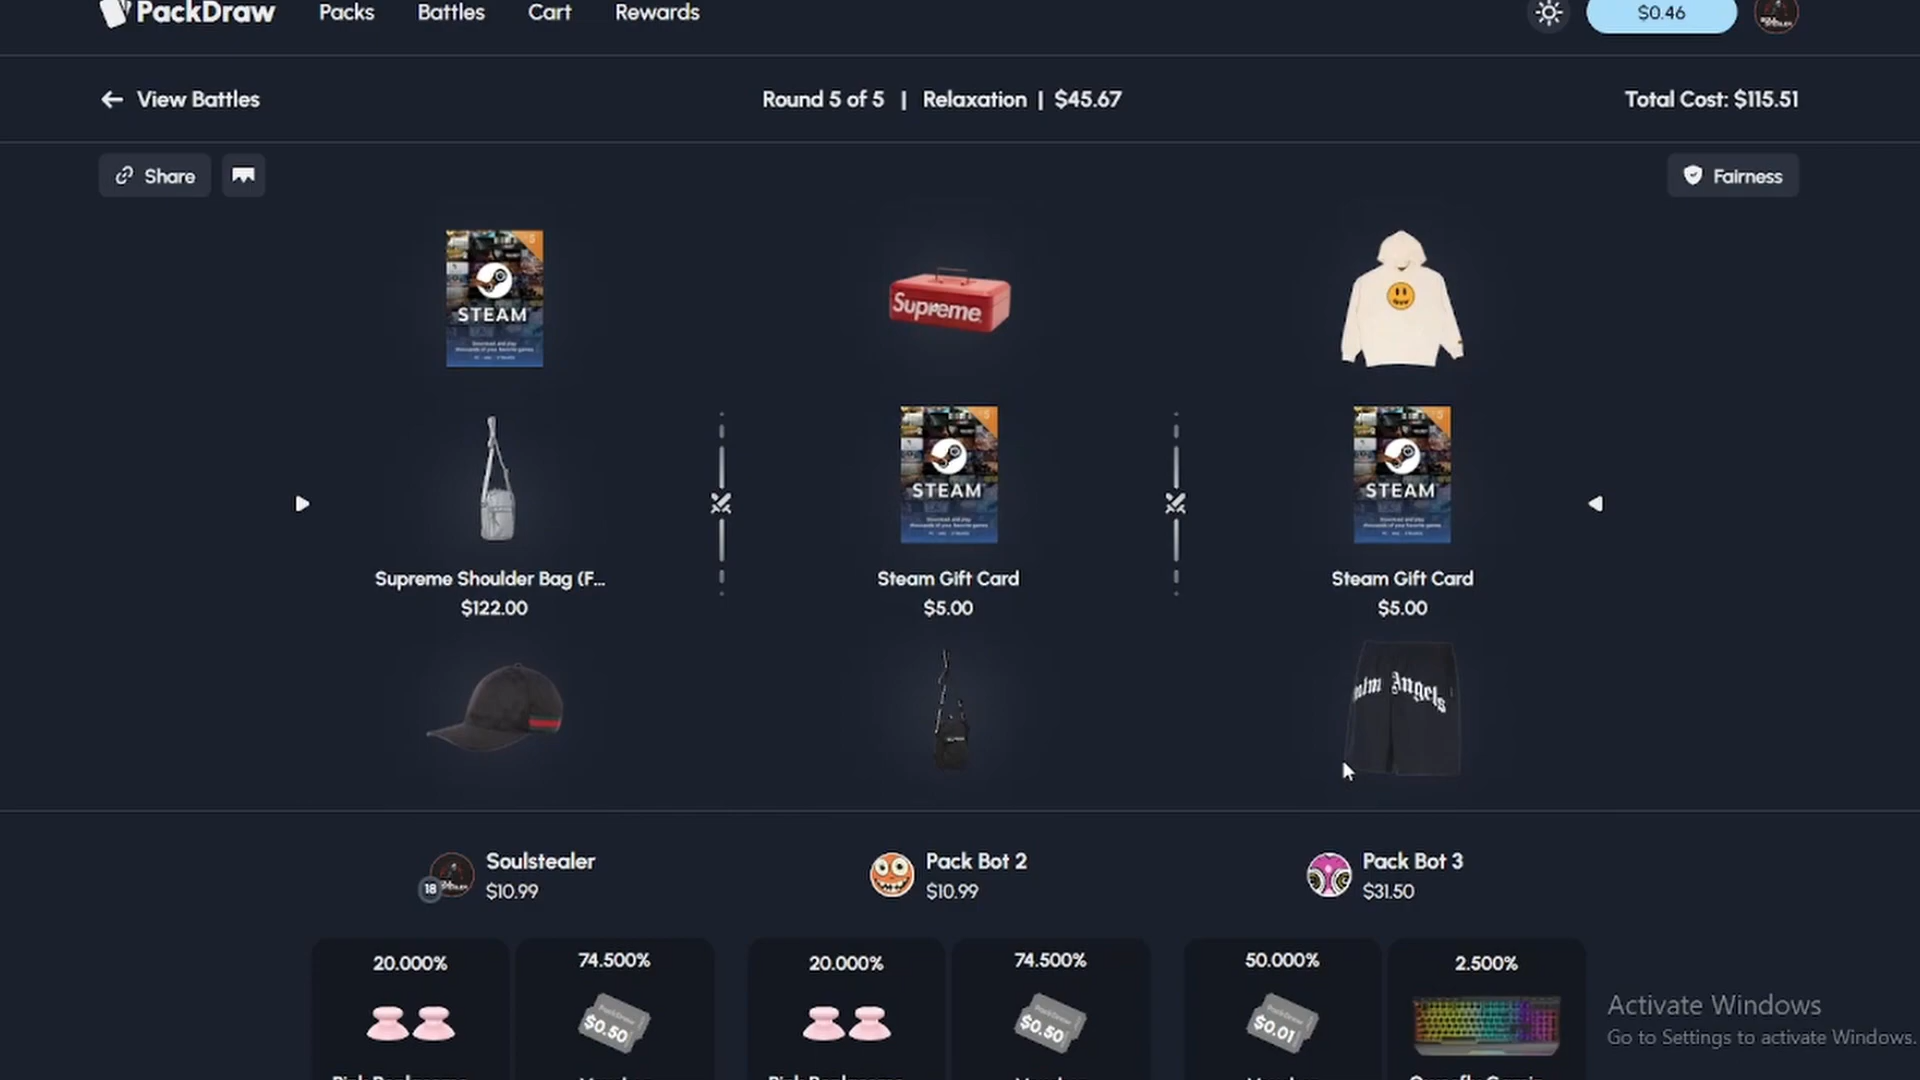 PackDraw Packs Battles Cart Rewards $0.46
View Battles Round 5 of 5 | Relaxation | $45.67 Total Cost: $115.51
Share Fairness
STEAM
Supreme
STEAM
STEAM
Supreme Shoulder Bag (F... Steam Gift Card Steam Gift Card
$122.00 $5.00 $5.00
Angels
Soulstealer Pack Bot 2 Pack Bot 3
18 $10.99 $10.99 $31.50
20.000% 74.500% 20.000% 74.500% 50.000% 2.500%
$0.50 $0.50 $0.01
Activate Windows
Go to Settings to activate Windows.